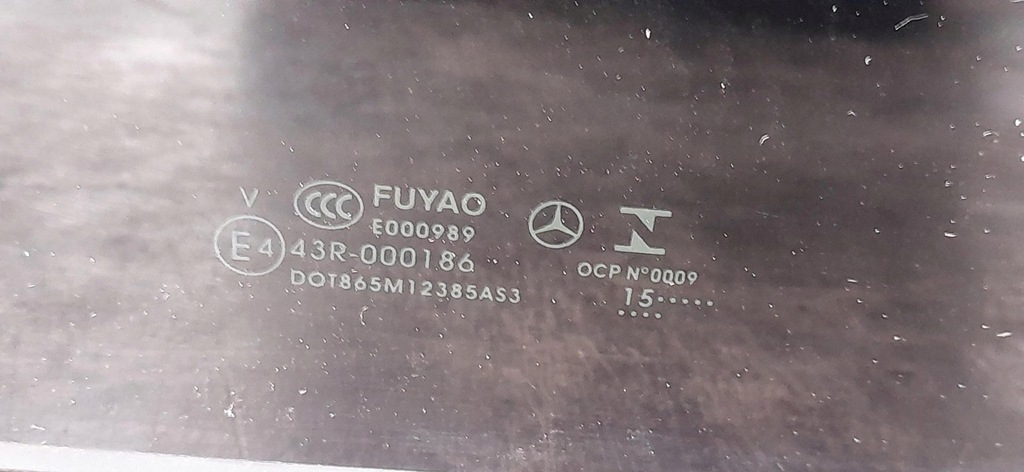 V
CCC FUYAO
E000989
E4 43R-000186
DOT865M12385AS3
OCP N°0009
15······
····